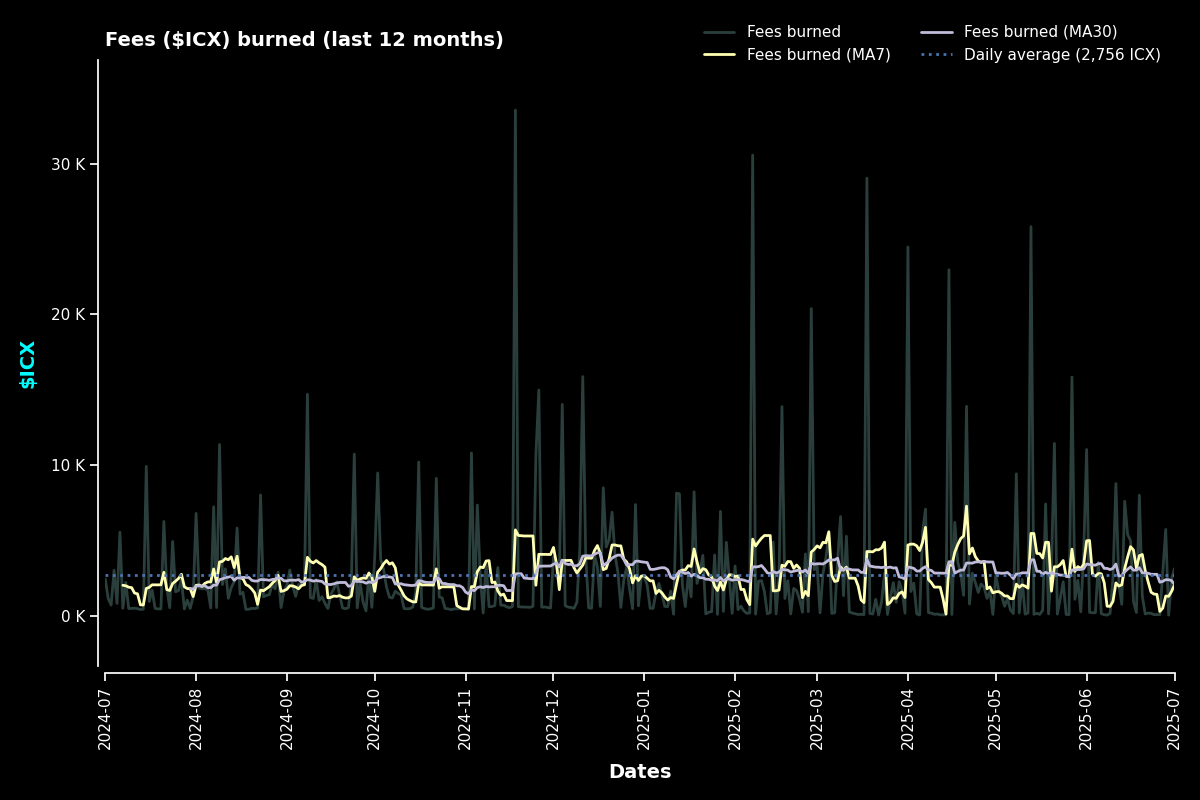 Fees ($ICX) burned (last 12 months)
Fees burned
Fees burned (MA7)
Fees burned (MA30)
Daily average (2,756 ICX)
30 K
20 K
10 K
0 K
$ICX
2024-07
2024-08
2024-09
2024-10
2024-11
2024-12
2025-01
2025-02
2025-03
2025-04
2025-05
2025-06
2025-07
Dates